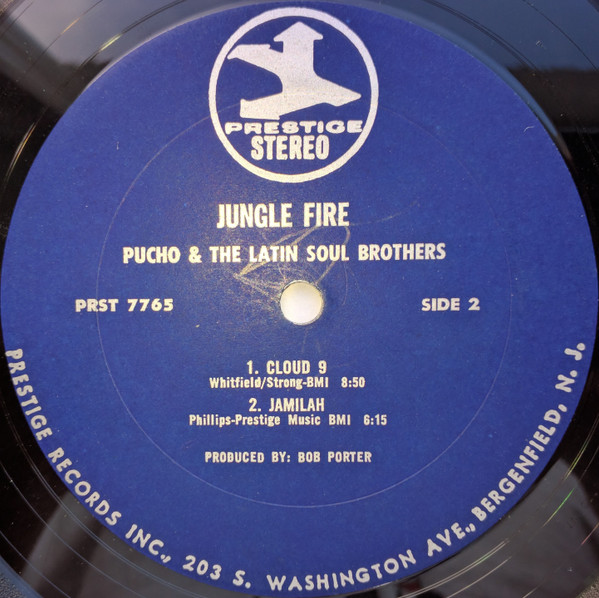 PRESTIGE
STEREO
JUNGLE FIRE
PUCHO & THE LATIN SOUL BROTHERS
PRST 7765
SIDE 2
1. CLOUD 9
Whitfield/Strong-BMI 8:50
2. JAMILAH
Phillips-Prestige Music BMI 6:15
PRODUCED BY: BOB PORTER
PRESTIGE RECORDS INC., 203 S. WASHINGTON AVE., BERGENFIELD, N. J.